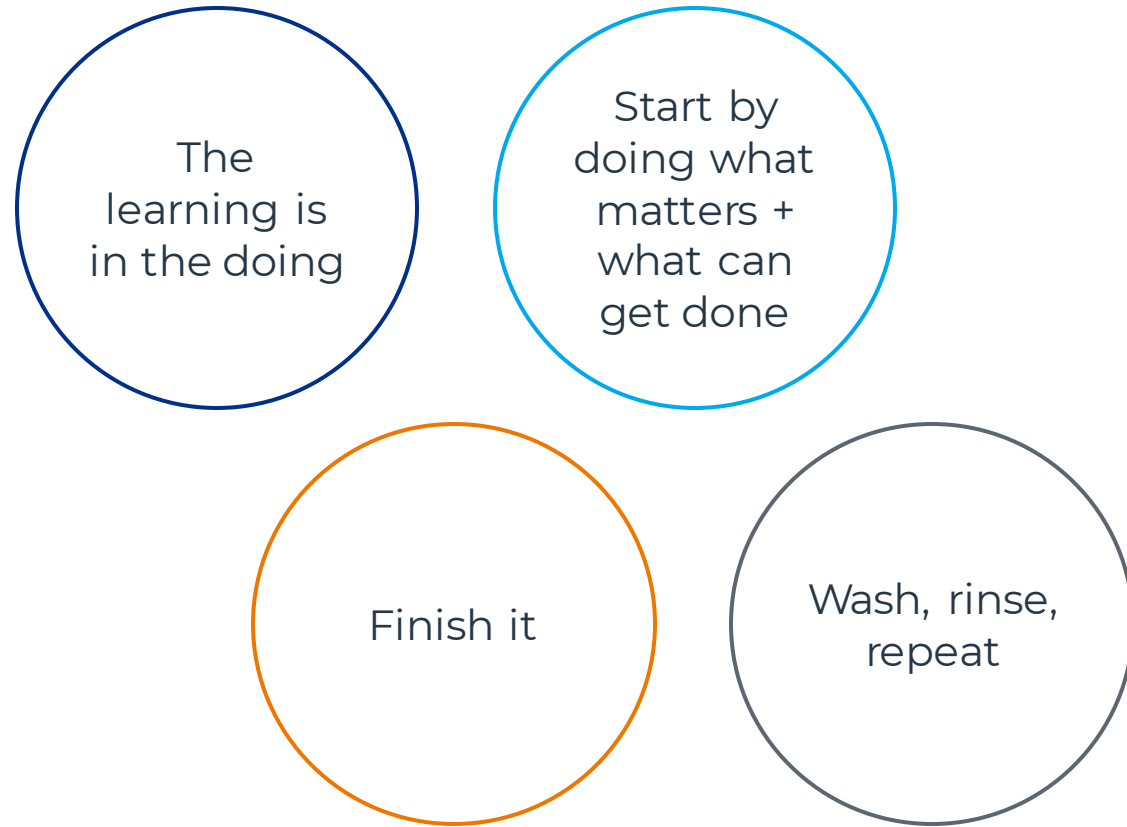 The
learning is
in the doing
Start by
doing what
matters +
what can
get done
Finish it
Wash, rinse,
repeat